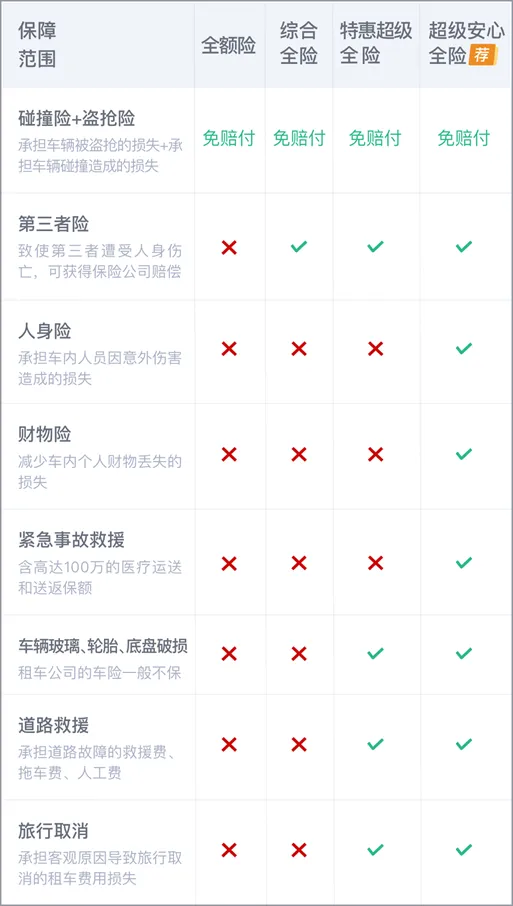 保障
范围
全额险
综合
全险
特惠超级
全险
超级安心
全险 荐
碰撞险+盗抢险
承担车辆被盗抢的损失+承
担车辆碰撞造成的损失
免赔付 免赔付 免赔付 免赔付
第三者险
致使第三者遭受人身伤
亡，可获得保险公司赔偿
人身险
承担车内人员因意外伤害
造成的损失
财物险
减少车内个人财物丢失的
损失
紧急事故救援
含高达100万的医疗运送
和送返保额
车辆玻璃、轮胎、底盘破损
租车公司的车险一般不保
道路救援
承担道路故障的救援费、
拖车费、人工费
旅行取消
承担客观原因导致旅行取
消的租车费用损失